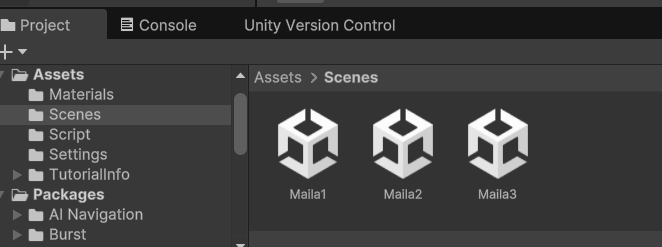 Project
Console
Unity Version Control
Assets
Materials
Scenes
Script
Settings
TutorialInfo
Packages
AI Navigation
Burst
Assets > Scenes
Maila1
Maila2
Maila3